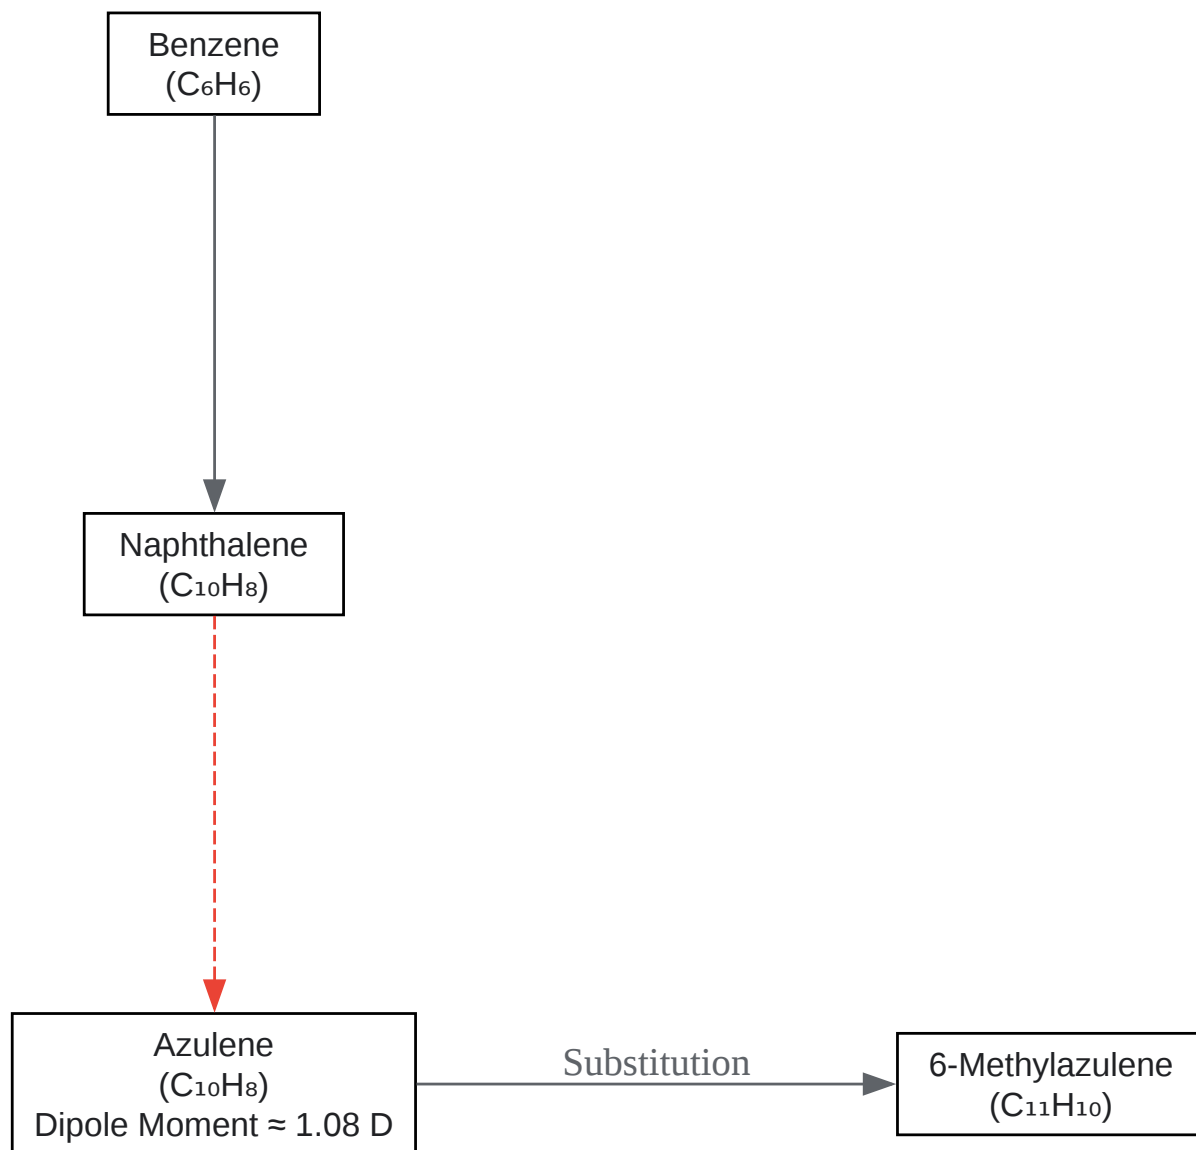 Benzene
(C₆H₆)
Naphthalene
(C₁₀H₈)
Azulene
(C₁₀H₈)
Dipole Moment ≈ 1.08 D
Substitution
6-Methylazulene
(C₁₁H₁₀)